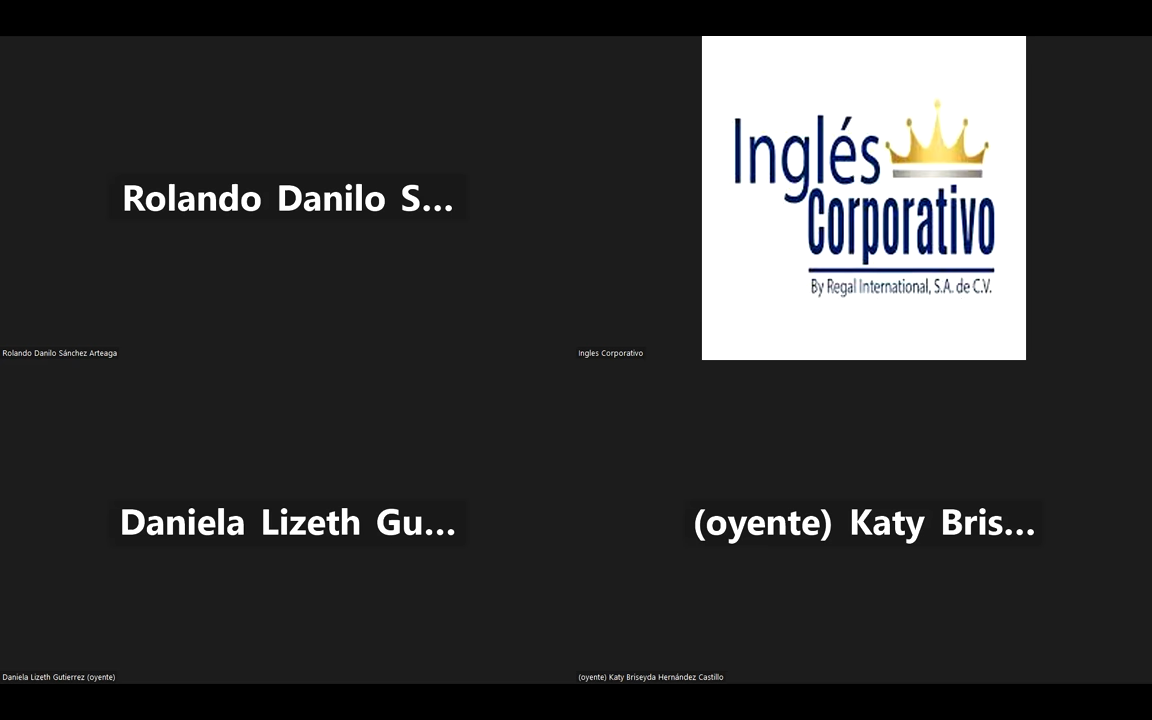 Rolando Danilo S...
Rolando Danilo Sánchez Arteaga
Inglés
Corporativo
By Regal International, S.A. de C.V.
Ingles Corporativo
Daniela Lizeth Gu...
Daniela Lizeth Gutierrez (oyente)
(oyente) Katy Bris...
(oyente) Katy Briseyda Hernández Castillo